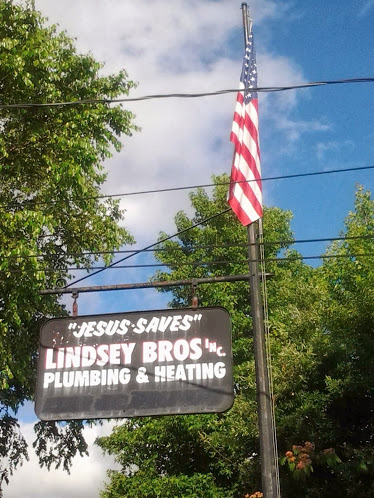 "JESUS SAVES"
LINDSEY BROS INC.
PLUMBING & HEATING